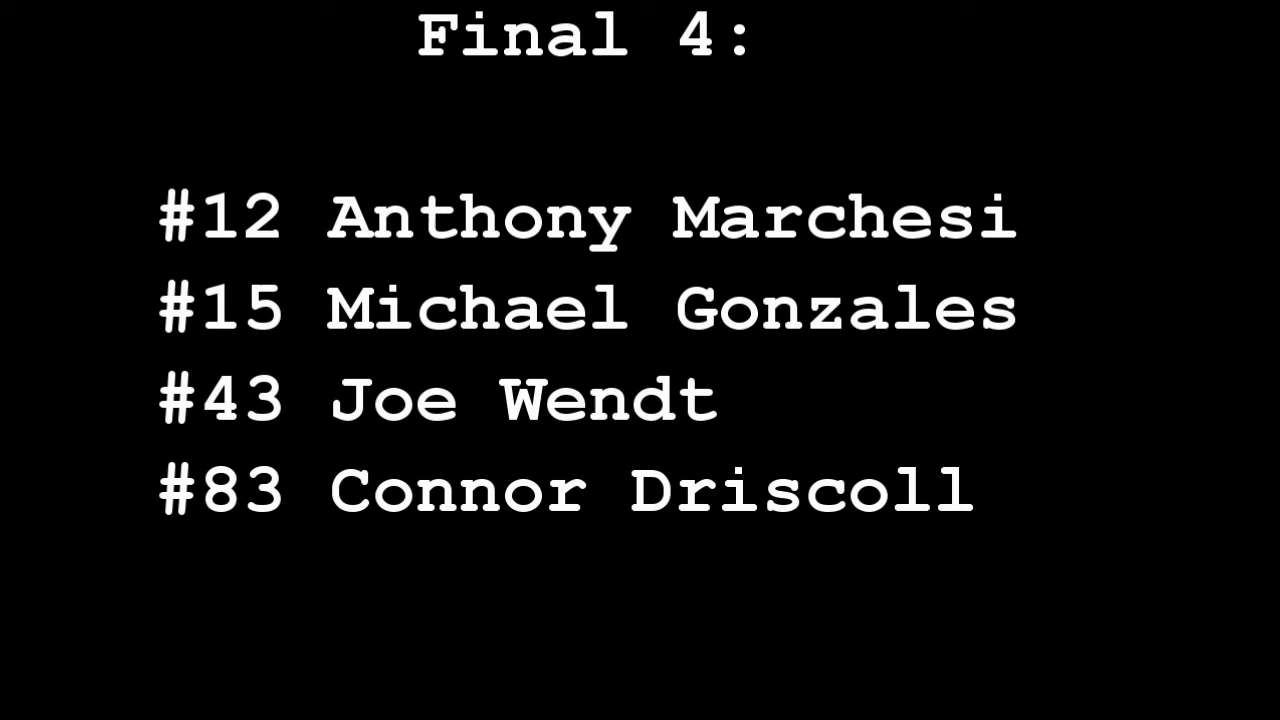 Final 4:
#12 Anthony Marchesi
#15 Michael Gonzales
#43 Joe Wendt
#83 Connor Driscoll